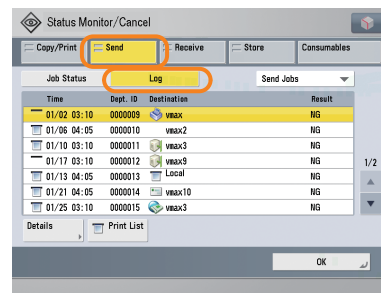 Status Monitor/Cancel
Copy/Print Send Receive Store Consumables
Job Status Log Send Jobs
Time Dept. ID Destination Result
01/02 03:10 0000009 vmax NG
01/06 04:05 0000010 vmax2 NG
01/10 03:10 0000011 vmax3 NG
01/17 03:10 0000012 vmax9 NG
01/13 04:05 0000013 Local NG
01/21 04:05 0000014 vmax10 NG
01/25 03:10 0000015 vmax3 NG
1/2
Details Print List
OK